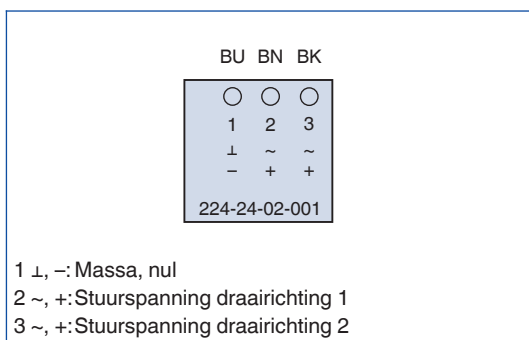 BU BN BK
1 2 3
⊥ ~ ~
– + +
224-24-02-001
1 ⊥, –: Massa, nul
2 ~, +: Stuurspanning draairichting 1
3 ~, +: Stuurspanning draairichting 2